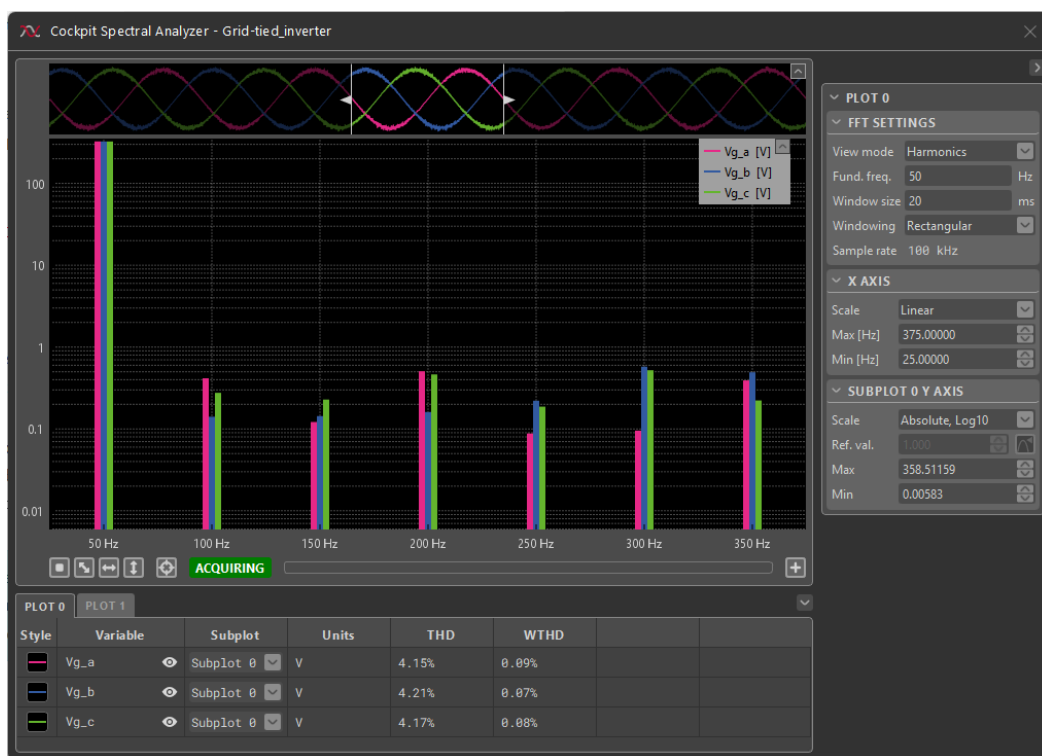 Cockpit Spectral Analyzer - Grid-tied_inverter
Vg_a [V]
Vg_b [V]
Vg_c [V]
100
10
1
0.1
0.01
50 Hz 100 Hz 150 Hz 200 Hz 250 Hz 300 Hz 350 Hz
ACQUIRING
PLOT 0
FFT SETTINGS
View mode Harmonics
Fund. freq. 50 Hz
Window size 20 ms
Windowing Rectangular
Sample rate 100 kHz
X AXIS
Scale Linear
Max [Hz] 375.00000
Min [Hz] 25.00000
SUBPLOT 0 Y AXIS
Scale Absolute, Log10
Ref. val. 1.000
Max 358.51159
Min 0.00583
PLOT 0 PLOT 1
Style Variable Subplot Units THD WTHD
Vg_a Subplot 0 V 4.15% 0.09%
Vg_b Subplot 0 V 4.21% 0.07%
Vg_c Subplot 0 V 4.17% 0.08%